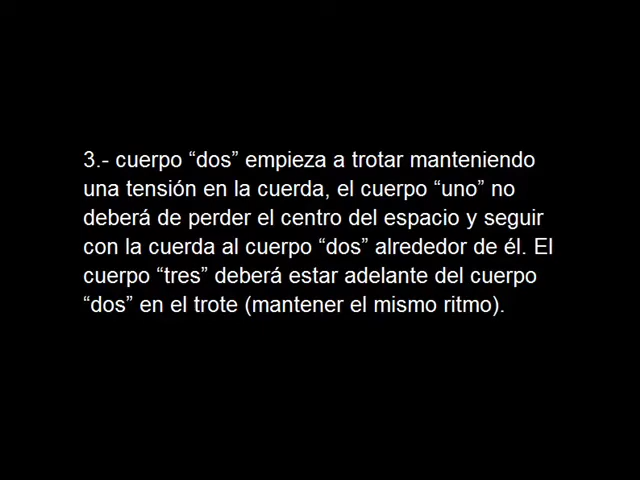 3.- cuerpo “dos” empieza a trotar manteniendo
una tensión en la cuerda, el cuerpo “uno” no
deberá de perder el centro del espacio y seguir
con la cuerda al cuerpo “dos” alrededor de él. El
cuerpo “tres” deberá estar adelante del cuerpo
“dos” en el trote (mantener el mismo ritmo).